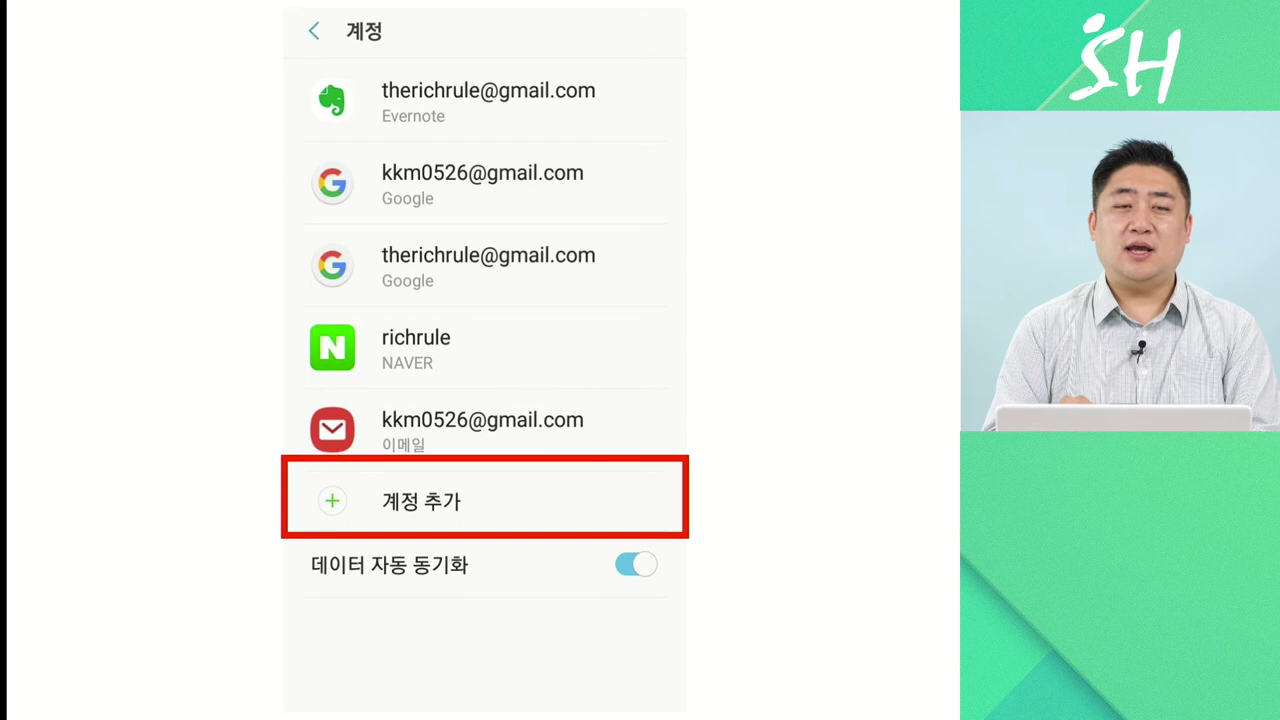 계정
therichrule@gmail.com
Evernote
kkm0526@gmail.com
Google
therichrule@gmail.com
Google
richrule
NAVER
kkm0526@gmail.com
이메일
계정 추가
데이터 자동 동기화
SH